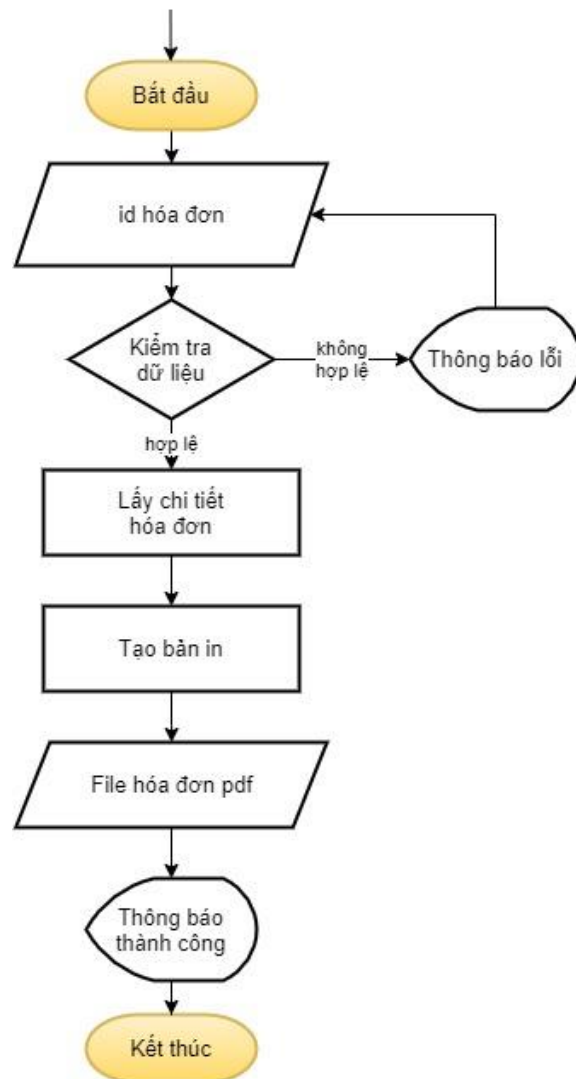 Bắt đầu
id hóa đơn
Kiểm tra
dữ liệu
không
hợp lệ
Thông báo lỗi
hợp lệ
Lấy chi tiết
hóa đơn
Tạo bản in
File hóa đơn pdf
Thông báo
thành công
Kết thúc